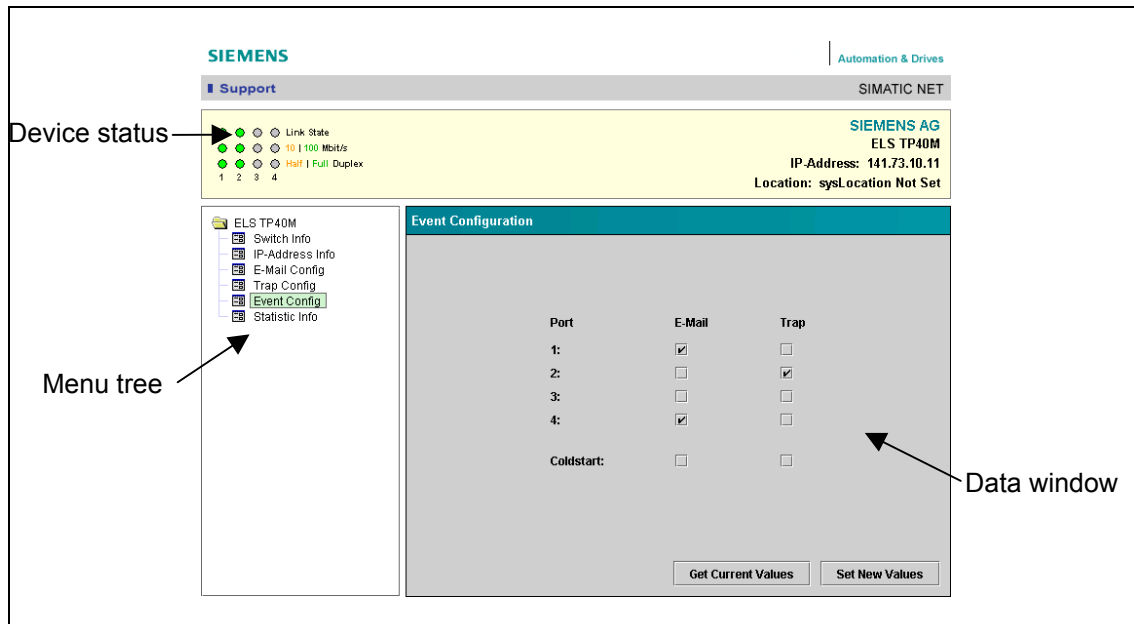 SIEMENS
Automation & Drives
Support
SIMATIC NET
Device status
Link State
10 | 100 Mbit/s
Half | Full Duplex
1 2 3 4
SIEMENS AG
ELS TP40M
IP-Address: 141.73.10.11
Location: sysLocation Not Set
ELS TP40M
Switch Info
IP-Address Info
E-Mail Config
Trap Config
Event Config
Statistic Info
Menu tree
Event Configuration
Port E-Mail Trap
1:
2:
3:
4:
Coldstart:
Data window
Get Current Values Set New Values